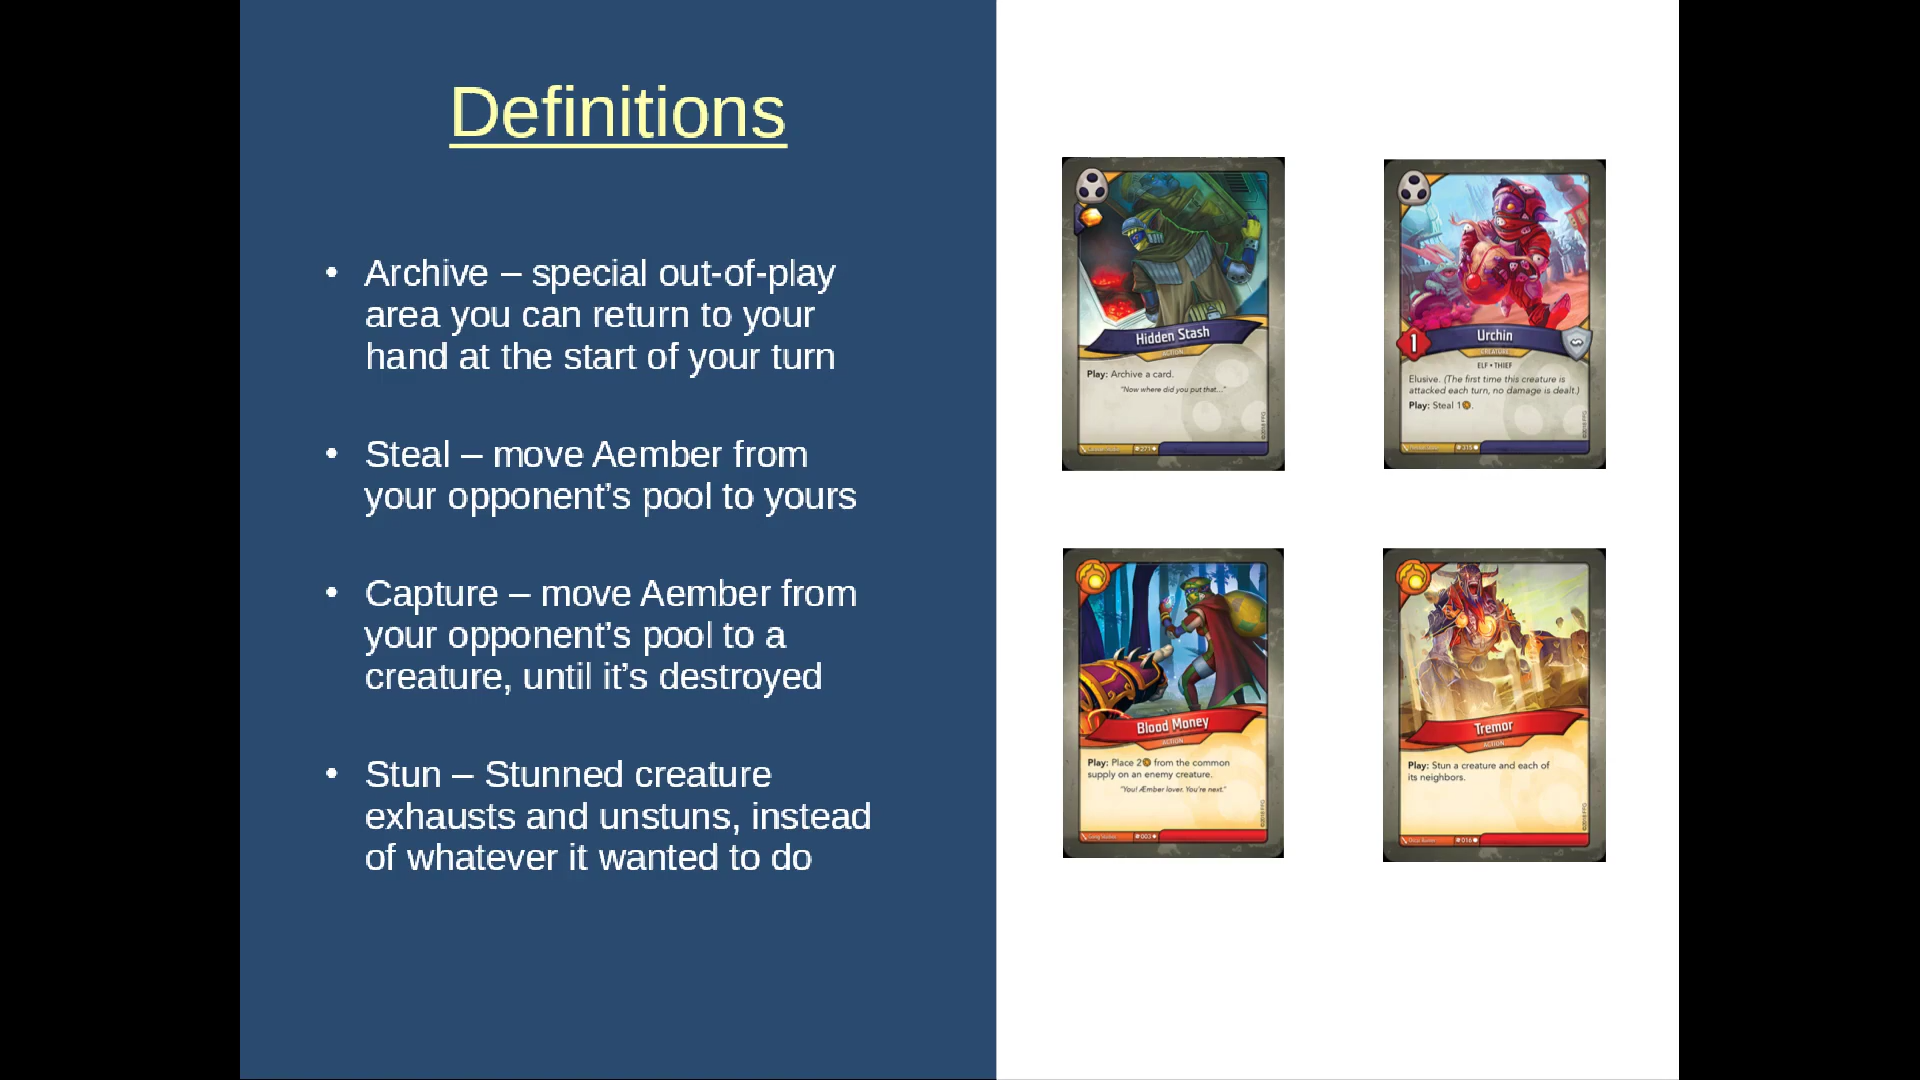 Definitions
• Archive – special out-of-play
area you can return to your
hand at the start of your turn
• Steal – move Aember from
your opponent’s pool to yours
• Capture – move Aember from
your opponent’s pool to a
creature, until it’s destroyed
• Stun – Stunned creature
exhausts and unstuns, instead
of whatever it wanted to do
Hidden Stash
ACTION
Play: Archive a card.
"Now where did you put that..."
271
1
Urchin
CREATURE
ELF • THIEF
Elusive. (The first time this creature is
attacked each turn, no damage is dealt.)
Play: Steal 1.
Blood Money
ACTION
Play: Place 2 from the common
supply on an enemy creature.
"You! Æmber lover. You're next."
003
Tremor
ACTION
Play: Stun a creature and each of
its neighbors.
016